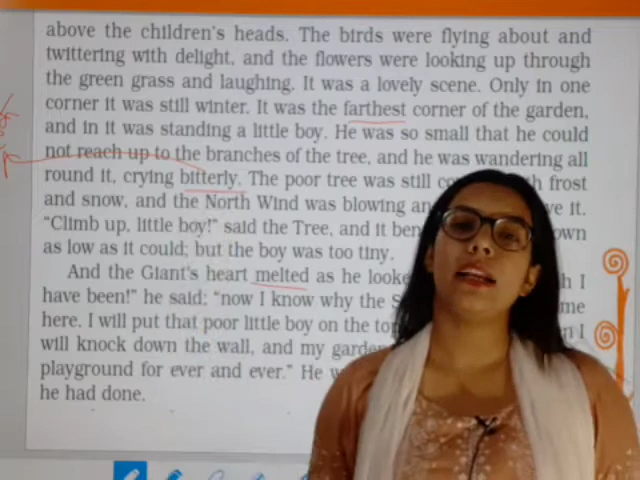 above the children's heads. The birds were flying about and
twittering with delight, and the flowers were looking up through
the green grass and laughing. It was a lovely scene. Only in one
corner it was still winter. It was the farthest corner of the garden,
and in it was standing a little boy. He was so small that he could
not reach up to the branches of the tree, and he was wandering all
round it, crying bitterly. The poor tree was still frost
and snow, and the North Wind was blowing it.
"Climb up, little boy!" said the Tree, and it
as low as it could; but the boy was too tiny.
And the Giant's heart melted as he I
have been!" he said; "now I know why the
here. I will put that poor little boy on the I
will knock down the wall, and my
playground for ever and ever." He
he had done.